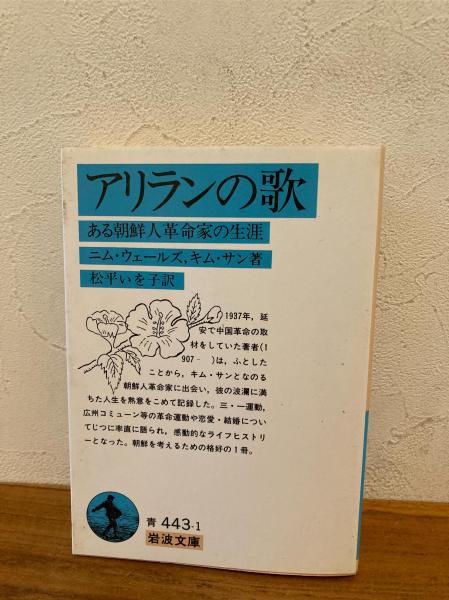 アリランの歌
ある朝鮮人革命家の生涯
ニム・ウェールズ,キム・サン著
松平いを子訳
1937年，延
安で中国革命の取
材をしていた著者(1
907－　)は，ふとした
ことから，キム・サンとなのる
朝鮮人革命家に出会い，彼の波瀾に満
ちた人生を熱意をこめて記録した。三・一運動，
広州コミューン等の革命運動や恋愛・結婚につい
てじつに率直に語られ，感動的なライフヒストリ
ーとなった。朝鮮を考えるための格好の1冊。
青 443-1
岩波文庫